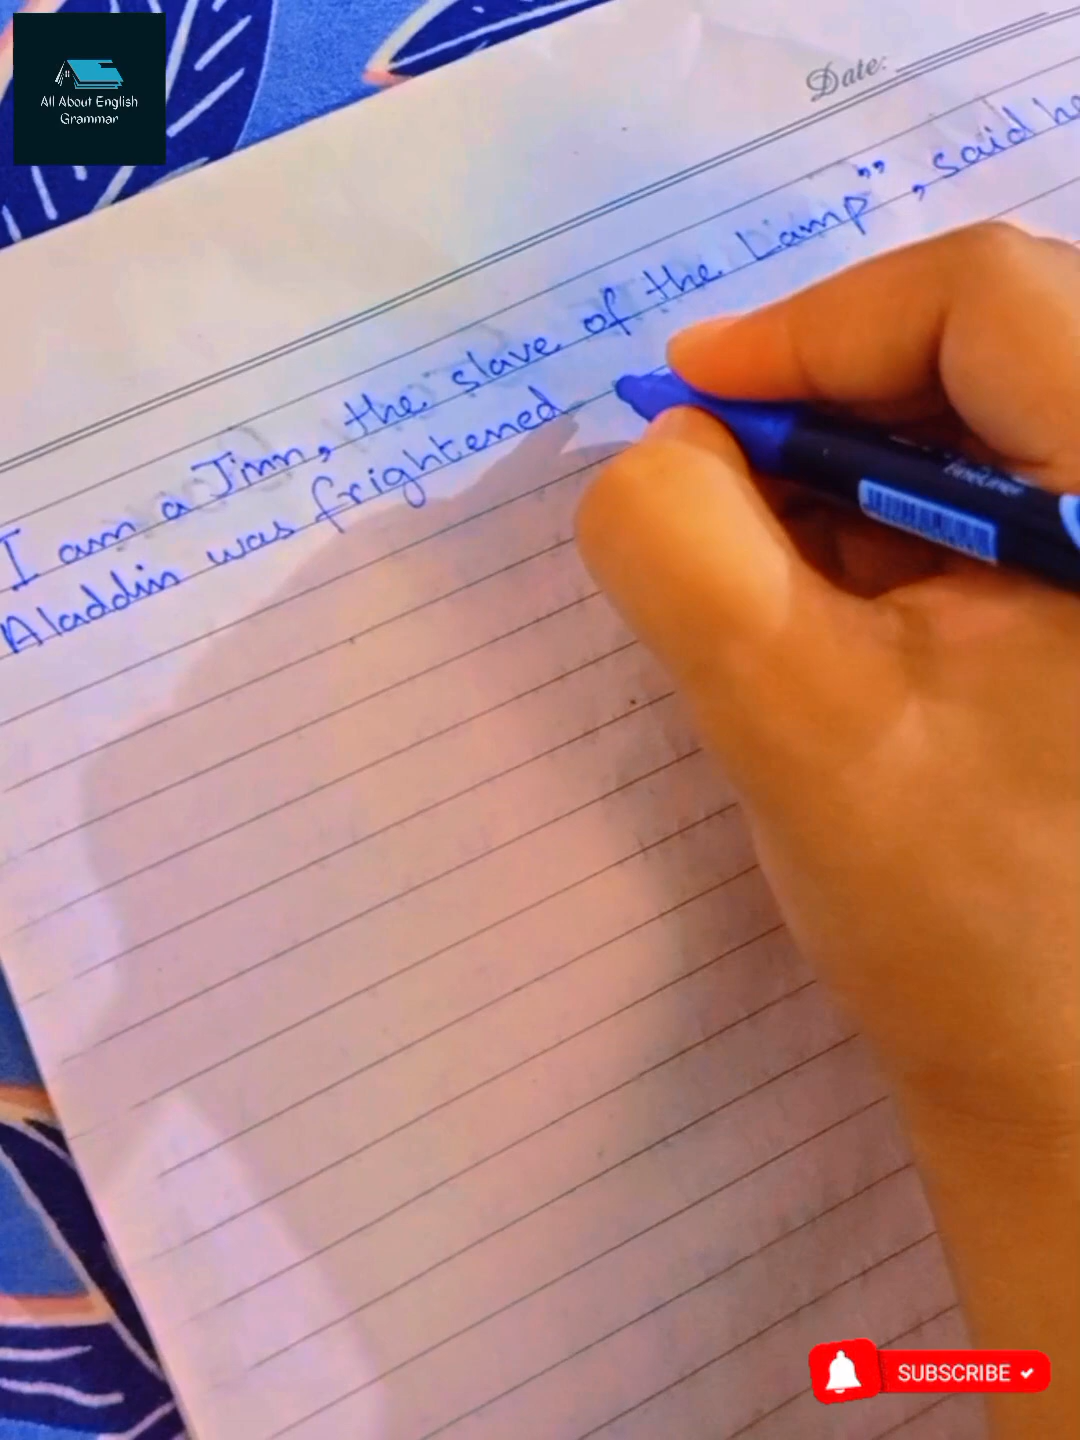 All About English
Grammar
Date:
I am a Jinn, the slave of the Lamp", said he
Aladdin was frightened
SUBSCRIBE